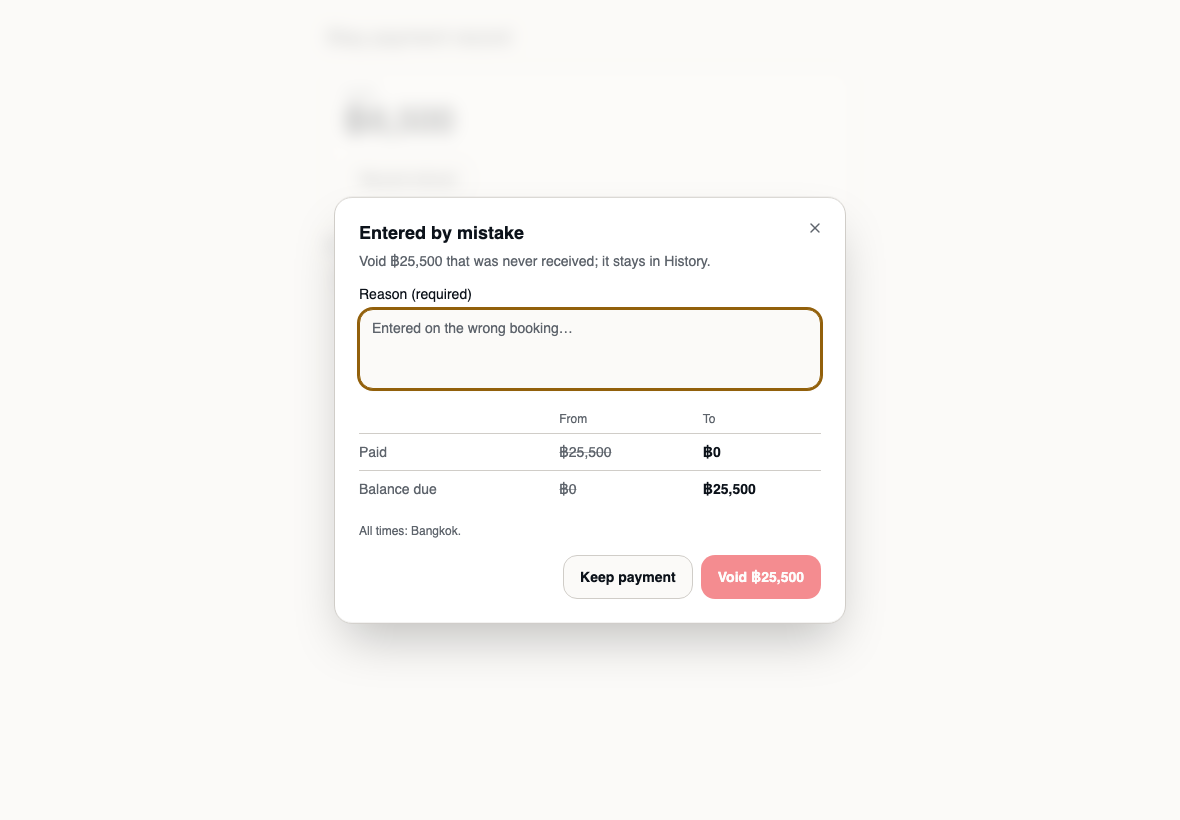 Entered by mistake
Void ฿25,500 that was never received; it stays in History.
Reason (required)
Entered on the wrong booking…
From To
Paid ฿25,500 ฿0
Balance due ฿0 ฿25,500
All times: Bangkok.
Keep payment Void ฿25,500